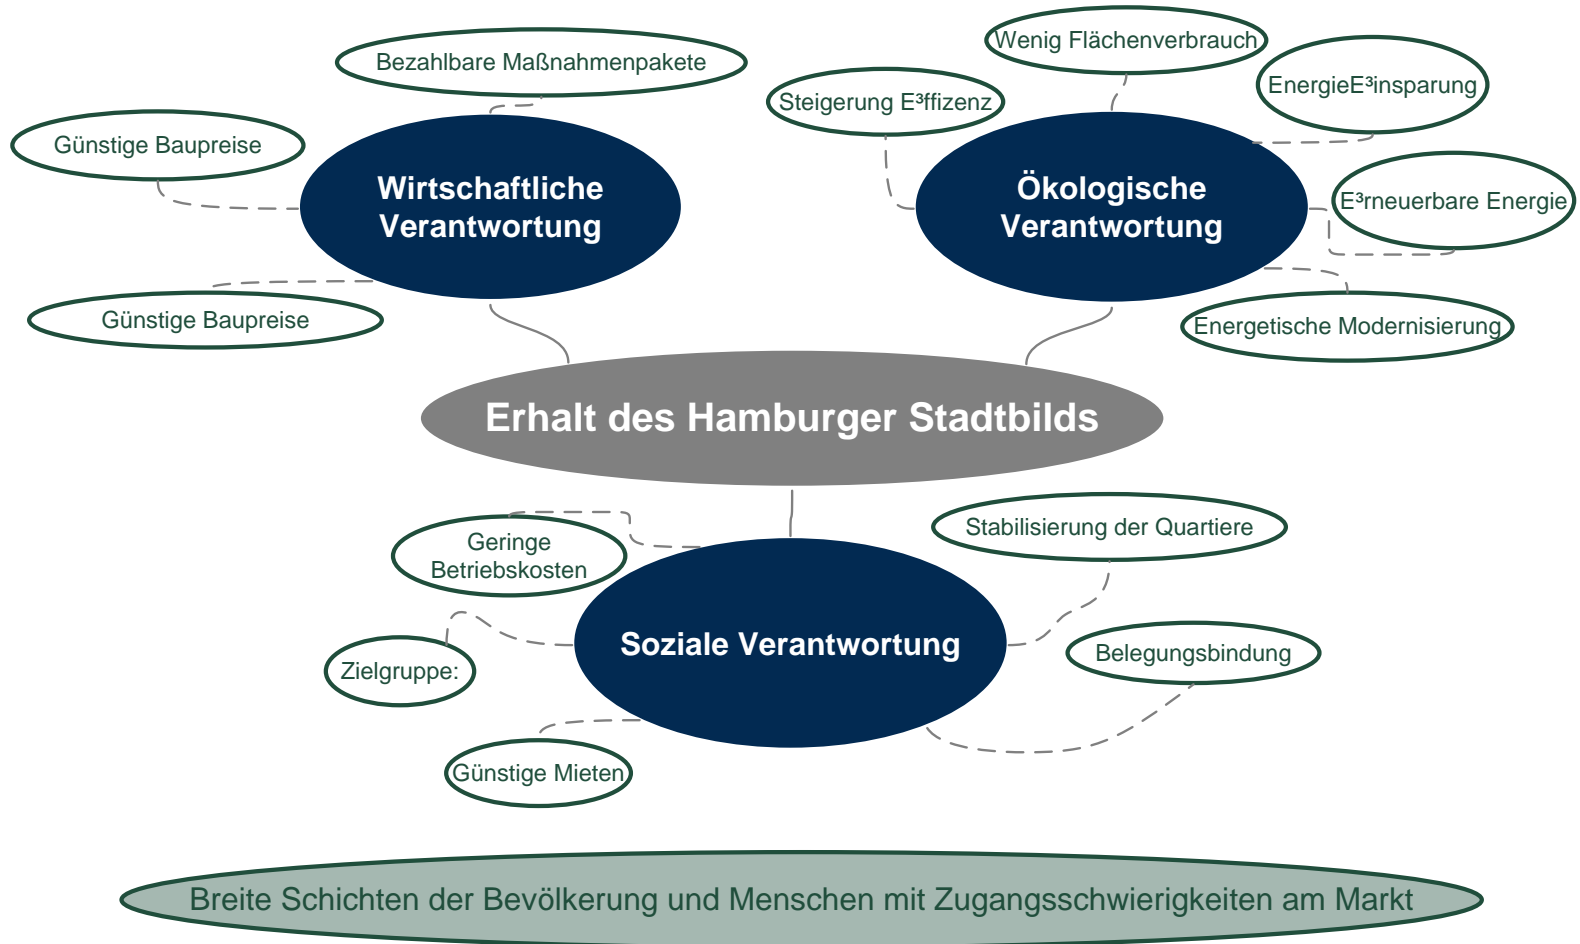 Wenig Flächenverbrauch
Bezahlbare Maßnahmenpakete
EnergieE³insparung
Steigerung E³ffizenz
Günstige Baupreise
Wirtschaftliche
Verantwortung
Ökologische
Verantwortung
E³rneuerbare Energie
Günstige Baupreise
Energetische Modernisierung
Erhalt des Hamburger Stadtbilds
Geringe
Betriebskosten
Stabilisierung der Quartiere
Soziale Verantwortung
Zielgruppe:
Belegungsbindung
Günstige Mieten
Breite Schichten der Bevölkerung und Menschen mit Zugangsschwierigkeiten am Markt